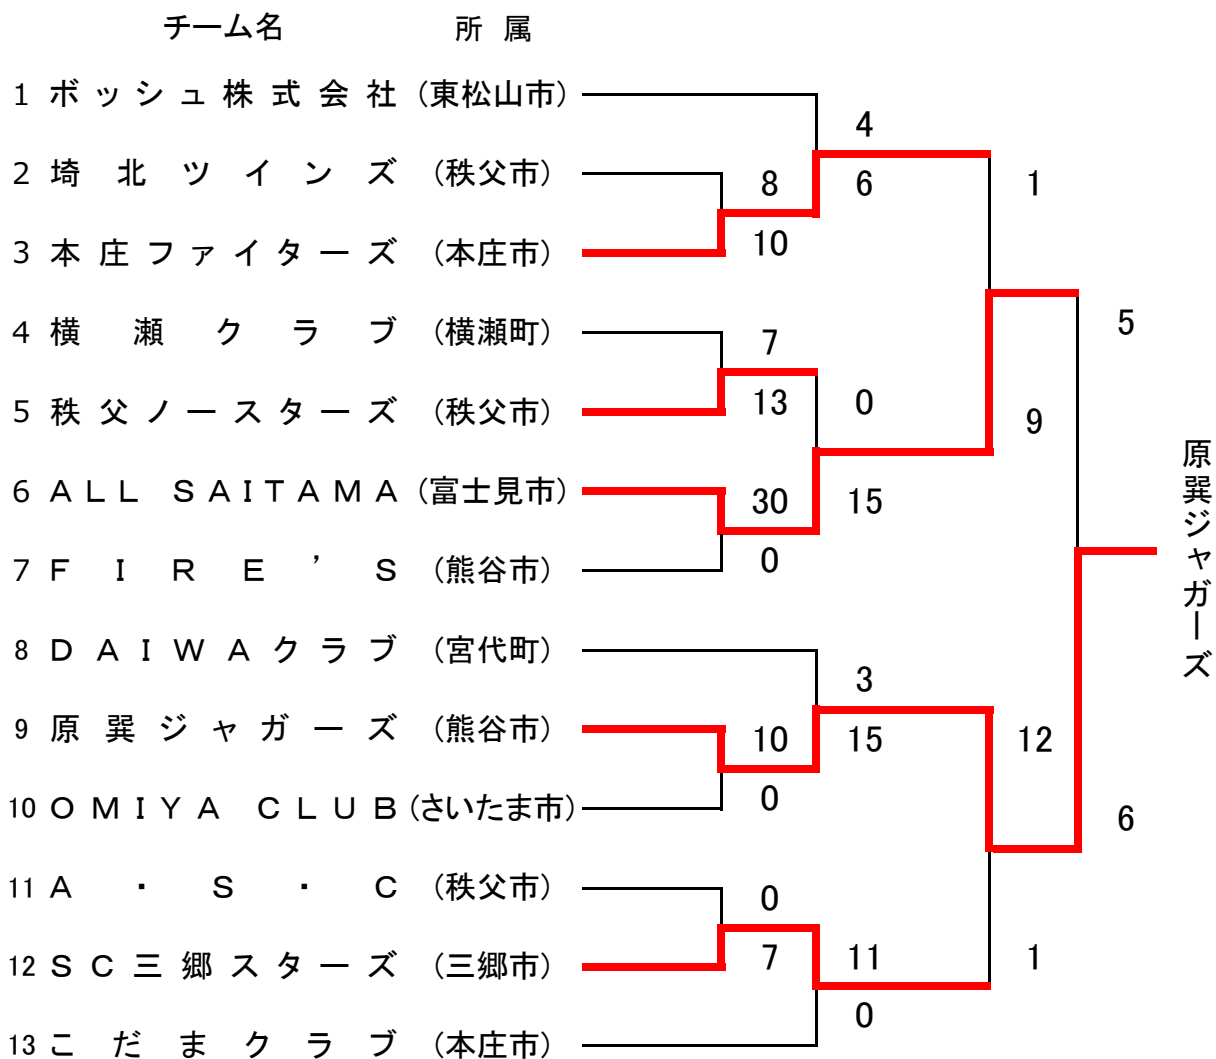 チーム名 所属
1 ボッシュ株式会社 (東松山市)
4
2 埼北ツインズ (秩父市)
8 6 1
3 本庄ファイターズ (本庄市)
10
4 横瀬クラブ (横瀬町)
7 5
5 秩父ノースターズ (秩父市)
13 0 9
6 ＡＬＬ ＳＡＩＴＡＭＡ (富士見市)
30 15
7 ＦＩＲＥ’Ｓ (熊谷市)
0
8 ＤＡＩＷＡクラブ (宮代町)
3
9 原巽ジャガーズ (熊谷市)
10 15 12
10 ＯＭＩＹＡ ＣＬＵＢ (さいたま市)
0 6
11 Ａ・Ｓ・Ｃ (秩父市)
0
12 ＳＣ三郷スターズ (三郷市)
7 11 1
0
13 こだまクラブ (本庄市)
原巽ジャガーズ